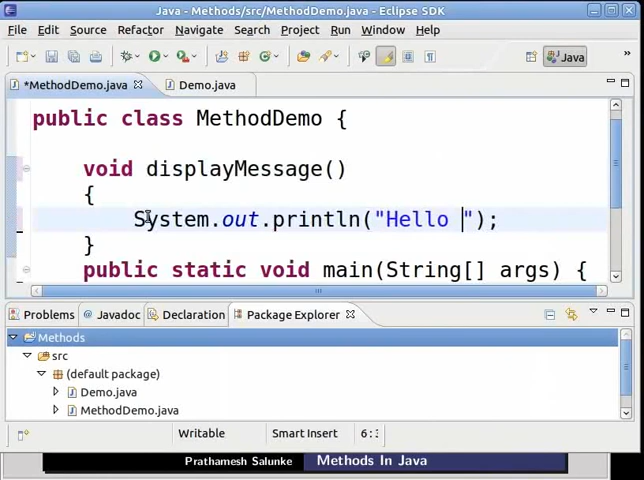 Java - Methods/src/MethodDemo.java - Eclipse SDK
File Edit Source Refactor Navigate Search Project Run Window Help
Java
*MethodDemo.java Demo.java
public class MethodDemo {
void displayMessage()
{
System.out.println("Hello ");
}
public static void main(String[] args) {
Problems Javadoc Declaration Package Explorer
Methods
src
(default package)
Demo.java
MethodDemo.java
Writable Smart Insert
Prathamesh Salunke Methods In Java